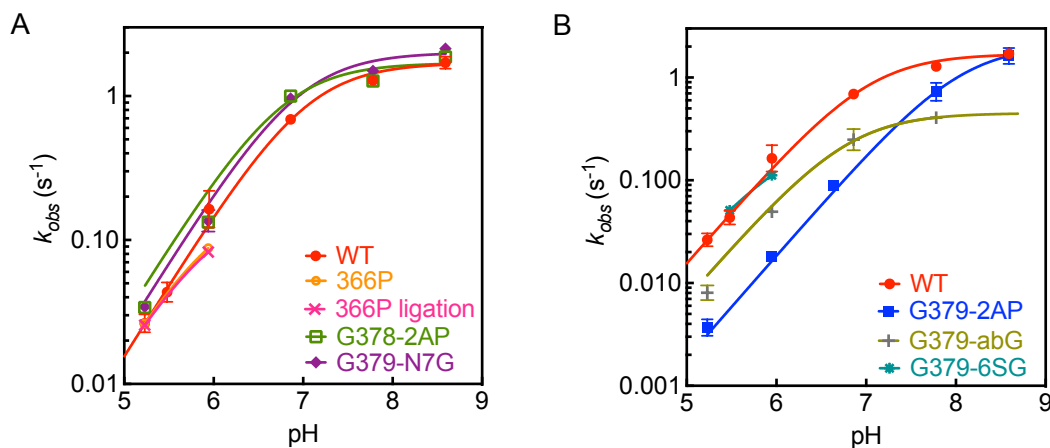 A
k_obs (s⁻¹)
1
0.10
0.01
5 6 7 8 9
pH
WT
366P
366P ligation
G378-2AP
G379-N7G
B
k_obs (s⁻¹)
1
0.100
0.010
0.001
5 6 7 8 9
pH
WT
G379-2AP
G379-abG
G379-6SG